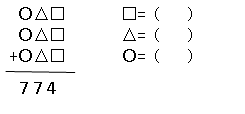 ○△□ □=( )
○△□ △=( )
+○△□ ○=( )
774